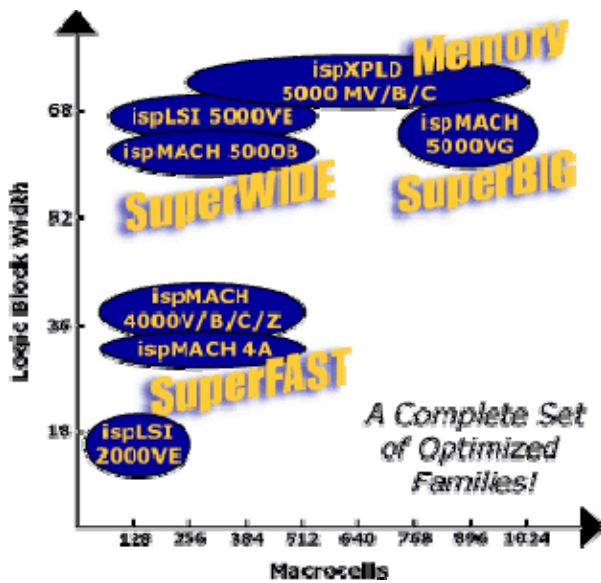 Memory
ispXPLD
5000 MV/B/C
68
ispLSI 5000VE
ispMACH
5000VG
ispMACH 5000B
SuperWIDE
SuperBIG
52
Logic Block Width
ispMACH
4000V/B/C/Z
36
ispMACH 4A
SuperFAST
A Complete Set
of Optimized
Families!
18
ispLSI
2000VE
128 256 384 512 640 768 896 1024
Macrocells